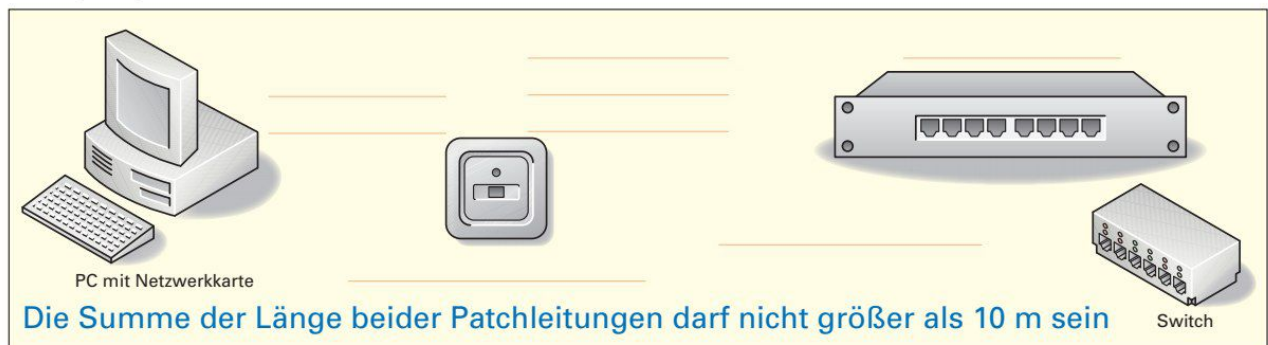 PC mit Netzwerkkarte
Die Summe der Länge beider Patchleitungen darf nicht größer als 10 m sein
Switch